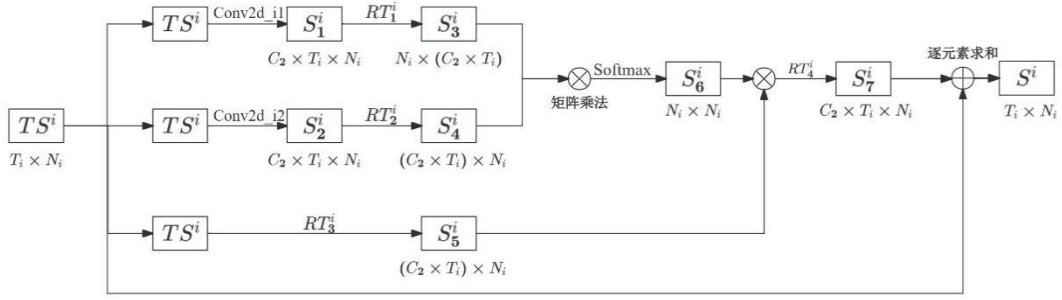 TS^i Conv2d_i1 S_1^i RT_1^i S_3^i
C_2 × T_i × N_i N_i × (C_2 × T_i)
逐元素求和
TS^i
T_i × N_i
TS^i Conv2d_i2 S_2^i RT_2^i S_4^i
C_2 × T_i × N_i (C_2 × T_i) × N_i
⊗ Softmax S_6^i ⊗ RT_4^i S_7^i ⊕ S^i
矩阵乘法
N_i × N_i C_2 × T_i × N_i T_i × N_i
TS^i RT_3^i S_5^i
(C_2 × T_i) × N_i